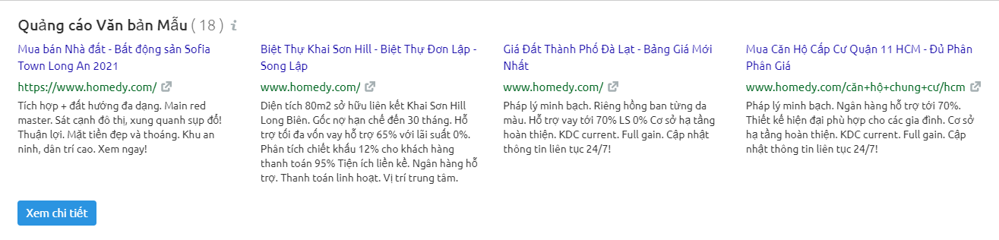 Quảng cáo Văn bản Mẫu ( 18 ) i
Mua bán Nhà đất - Bất động sản Sofia
Town Long An 2021
https://www.homedy.com/
Tích hợp + đất hướng đa dạng. Main red
master. Sát cạnh đô thị, xung quanh sụp đổ!
Thuận lợi. Mặt tiền đẹp và thoáng. Khu an
ninh, dân trí cao. Xem ngay!
Biệt Thự Khai Sơn Hill - Biệt Thự Đơn Lập -
Song Lập
www.homedy.com/
Diện tích 80m2 sở hữu liên kết Khai Sơn Hill
Long Biên. Gốc nợ hạn chế đến 30 tháng. Hỗ
trợ tối đa vốn vay hỗ trợ 65% với lãi suất 0%.
Phân tích chiết khấu 12% cho khách hàng
thanh toán 95% Tiện ích liền kề. Ngân hàng hỗ
trợ. Thanh toán linh hoạt. Vị trí trung tâm.
Giá Đất Thành Phố Đà Lạt - Bảng Giá Mới
Nhất
www.homedy.com/
Pháp lý minh bạch. Riêng hồng ban từng da
màu. Hỗ trợ vay tới 70% LS 0% Cơ sở hạ tầng
hoàn thiện. KDC current. Full gain. Cập nhật
thông tin liên tục 24/7!
Mua Căn Hộ Cấp Cư Quận 11 HCM - Đủ Phân
Phân Giá
www.homedy.com/căn+hộ+chung+cư/hcm
Pháp lý minh bạch. Ngân hàng hỗ trợ tới 70%.
Thiết kế hiện đại phù hợp cho các gia đình. Cơ sở
hạ tầng hoàn thiện. KDC current. Full gain. Cập
nhật thông tin liên tục 24/7!
Xem chi tiết